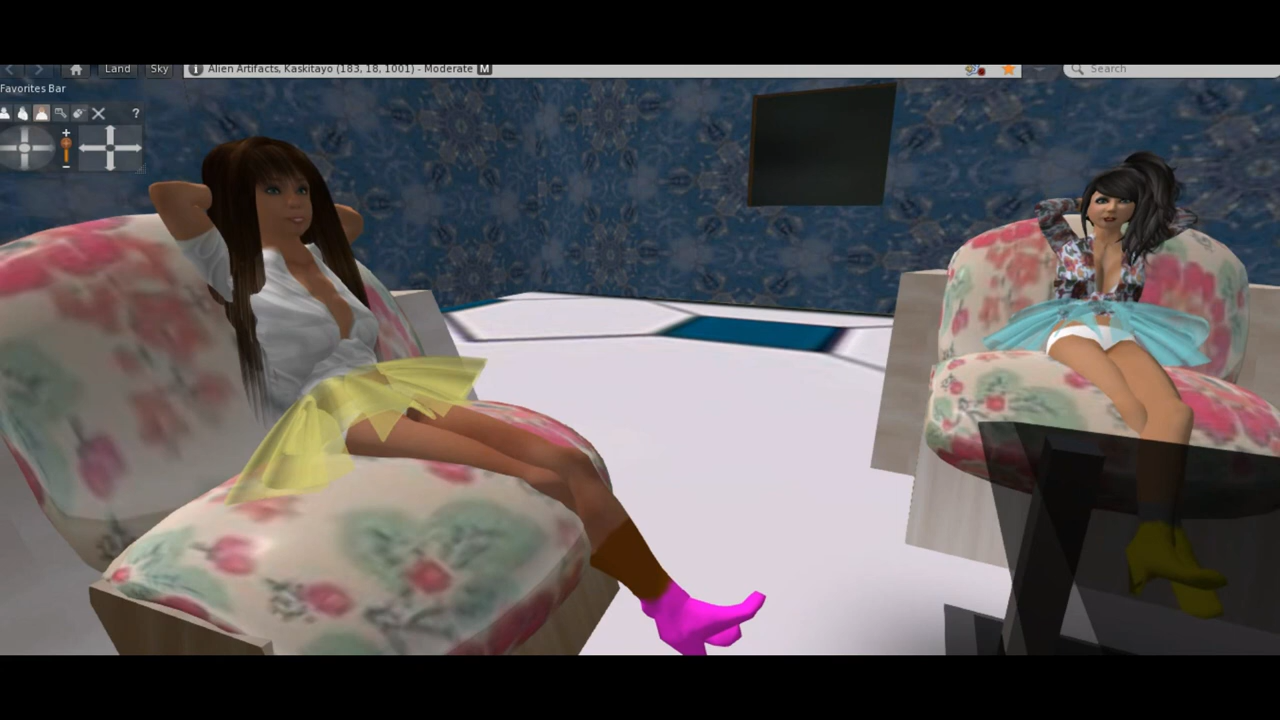 Land Sky Alien Artifacts, Kaskitayo (183, 18, 1001) - Moderate M Search
Favorites Bar
?